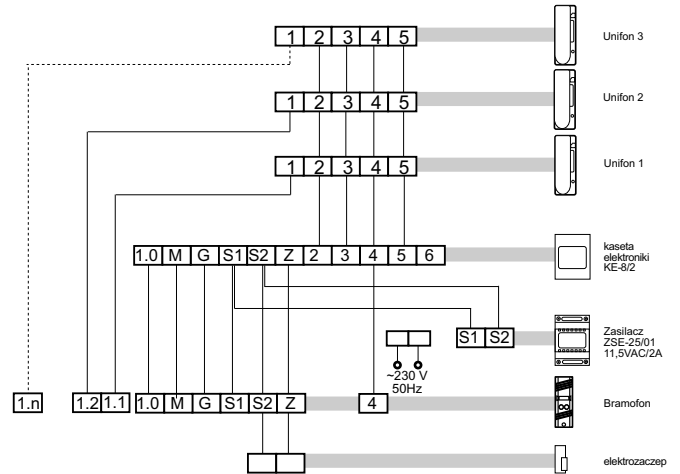 1 2 3 4 5
Unifon 3
1 2 3 4 5
Unifon 2
1 2 3 4 5
Unifon 1
1.0 M G S1 S2 Z 2 3 4 5 6
kaseta
elektroniki
KE-8/2
S1 S2
Zasilacz
ZSE-25/01
11,5VAC/2A
~230 V
50Hz
1.n 1.2 1.1 1.0 M G S1 S2 Z 4
Bramofon
elektrozaczep